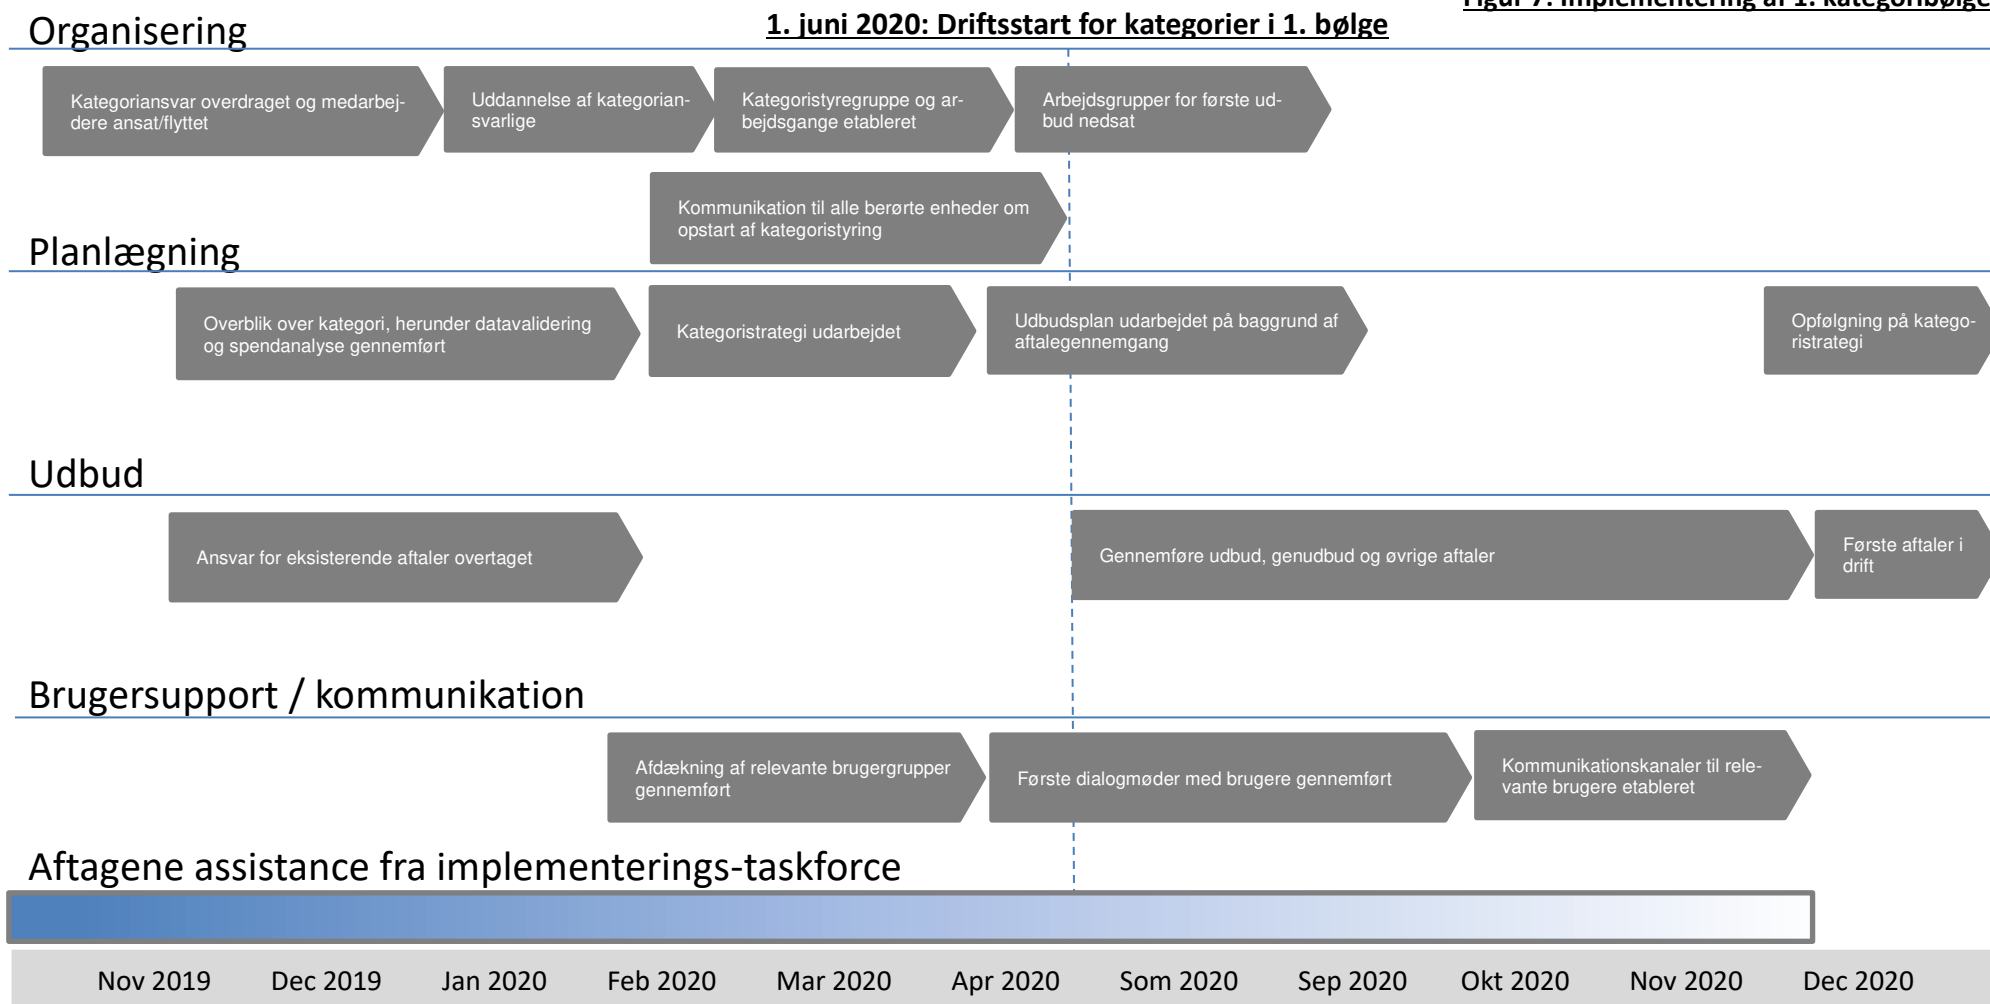 Figur 7: Implementering af 1. kategoribølge
1. juni 2020: Driftsstart for kategorier i 1. bølge
Organisering
Kategoriansvar overdraget og medarbej-
dere ansat/flyttet
Uddannelse af kategorian-
svarlige
Kategoristyregruppe og ar-
bejdsgange etableret
Arbejdsgrupper for første ud-
bud nedsat
Kommunikation til alle berørte enheder om
opstart af kategoristyring
Planlægning
Overblik over kategori, herunder datavalidering
og spendanalyse gennemført
Kategoristrategi udarbejdet
Udbudsplan udarbejdet på baggrund af
aftalegennemgang
Opfølgning på katego-
ristrategi
Udbud
Ansvar for eksisterende aftaler overtaget
Gennemføre udbud, genudbud og øvrige aftaler
Første aftaler i
drift
Brugersupport / kommunikation
Afdækning af relevante brugergrupper
gennemført
Første dialogmøder med brugere gennemført
Kommunikationskanaler til rele-
vante brugere etableret
Aftagene assistance fra implementerings-taskforce
Nov 2019 Dec 2019 Jan 2020 Feb 2020 Mar 2020 Apr 2020 Som 2020 Sep 2020 Okt 2020 Nov 2020 Dec 2020